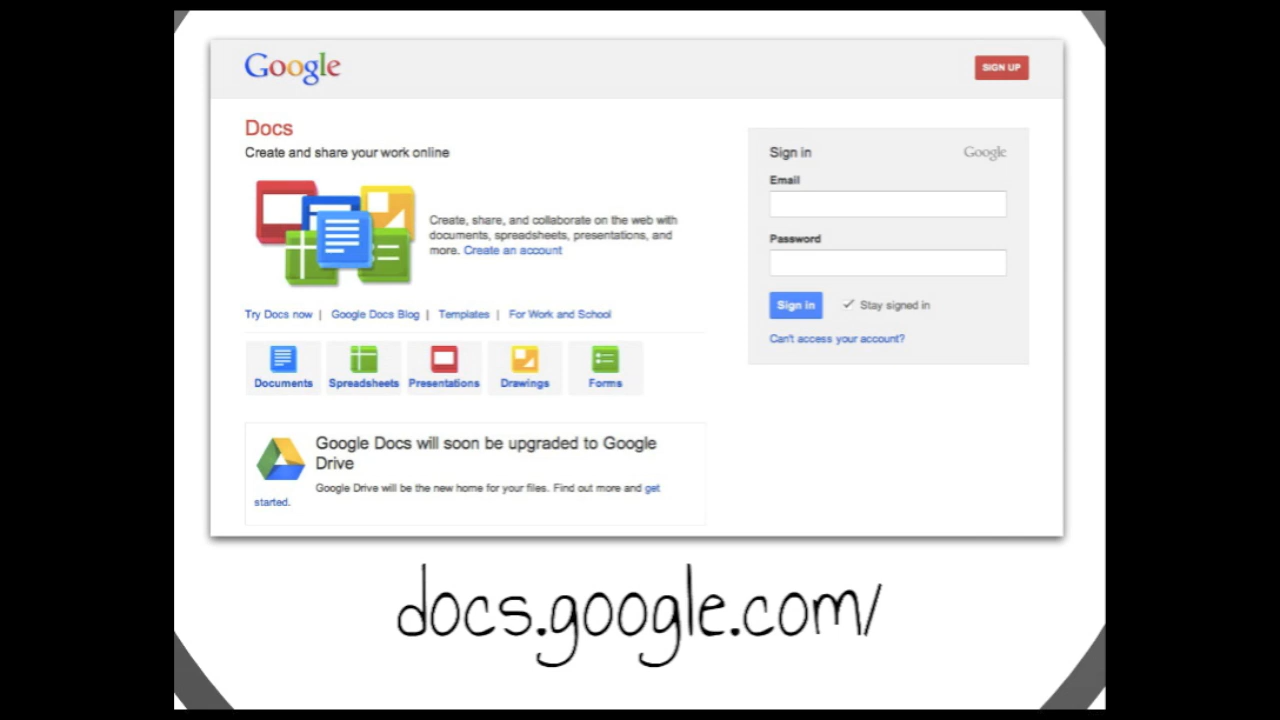 Google
SIGN UP
Docs
Create and share your work online
Create, share, and collaborate on the web with
documents, spreadsheets, presentations, and
more. Create an account
Try Docs now | Google Docs Blog | Templates | For Work and School
Documents Spreadsheets Presentations Drawings Forms
Google Docs will soon be upgraded to Google
Drive
Google Drive will be the new home for your files. Find out more and get
started.
Sign in Google
Email
Password
Sign in Stay signed in
Can't access your account?
docs.google.com/